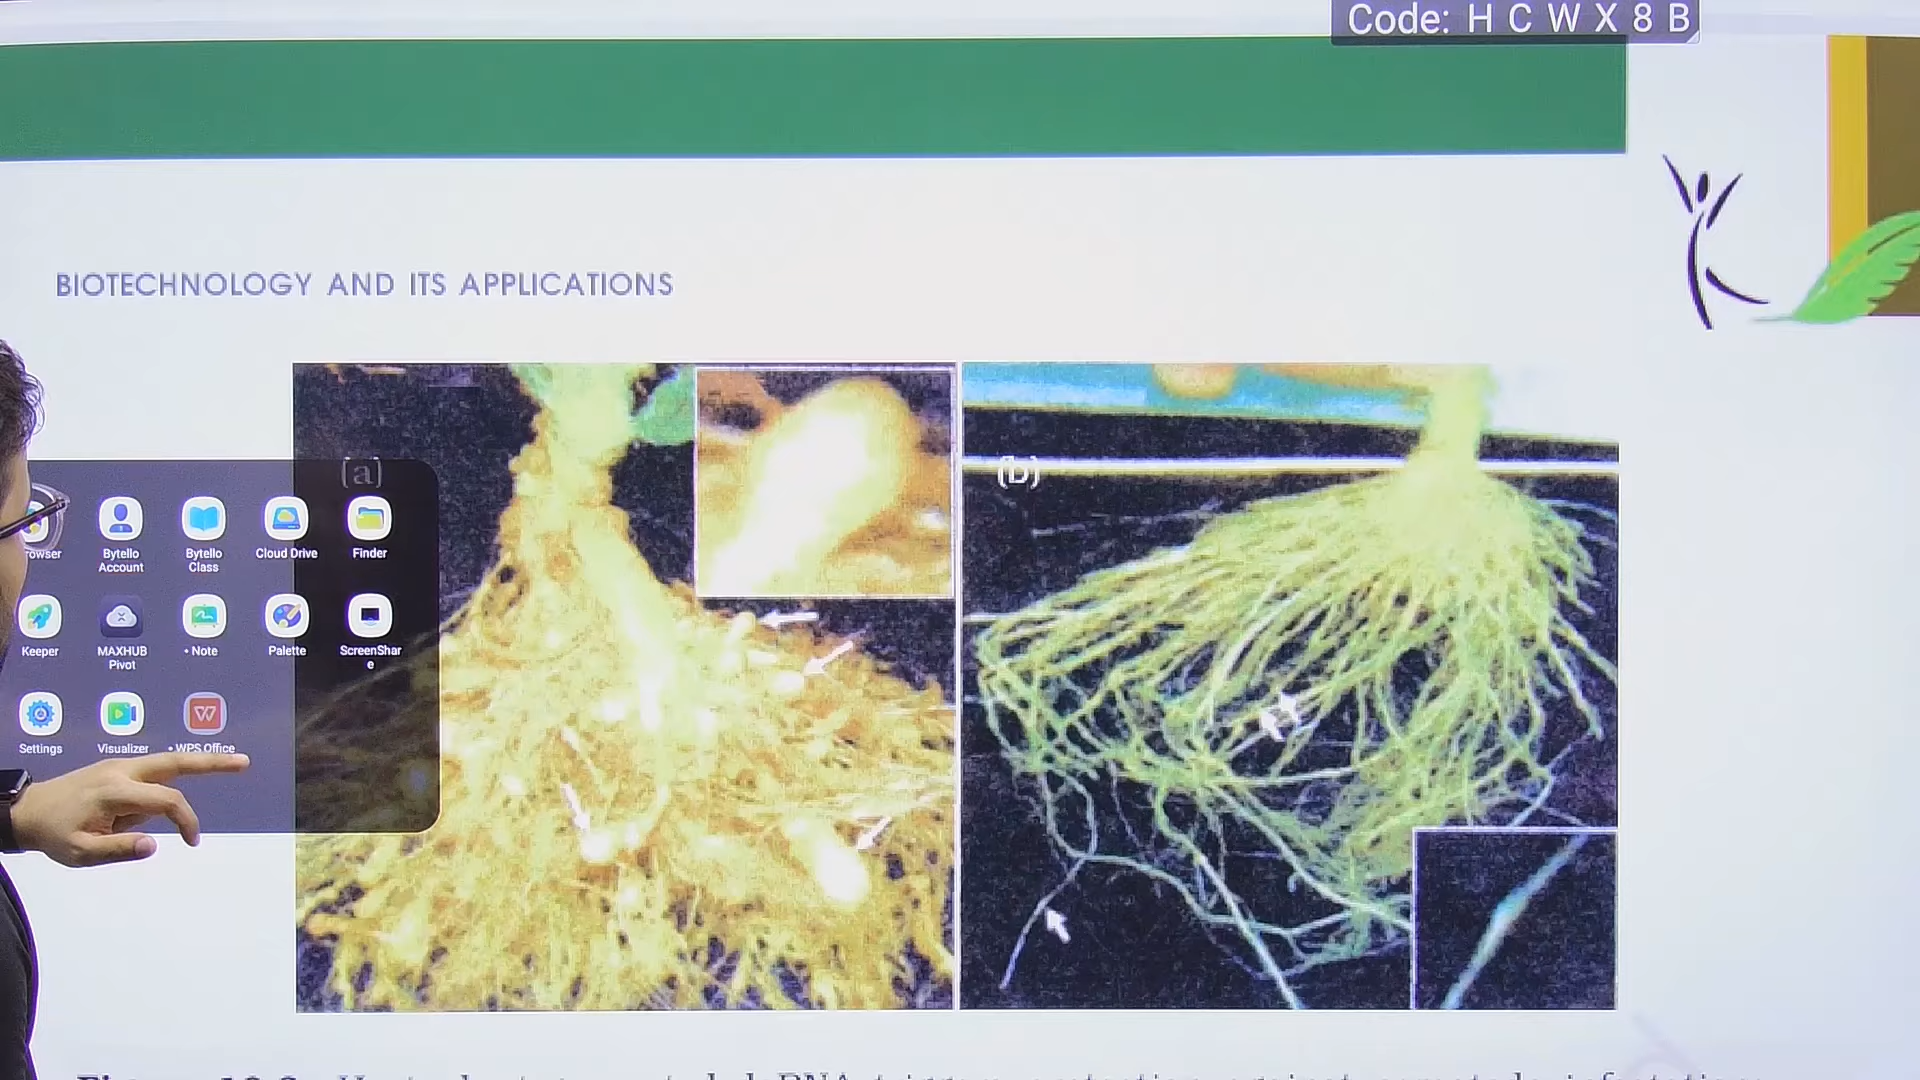 Code: H C W X 8 B
BIOTECHNOLOGY AND ITS APPLICATIONS
(a)
(b)
Bytello Account
Bytello Class
Cloud Drive
Finder
Keeper
MAXHUB Pivot
• Note
Palette
ScreenShare
Settings
Visualizer
• WPS Office